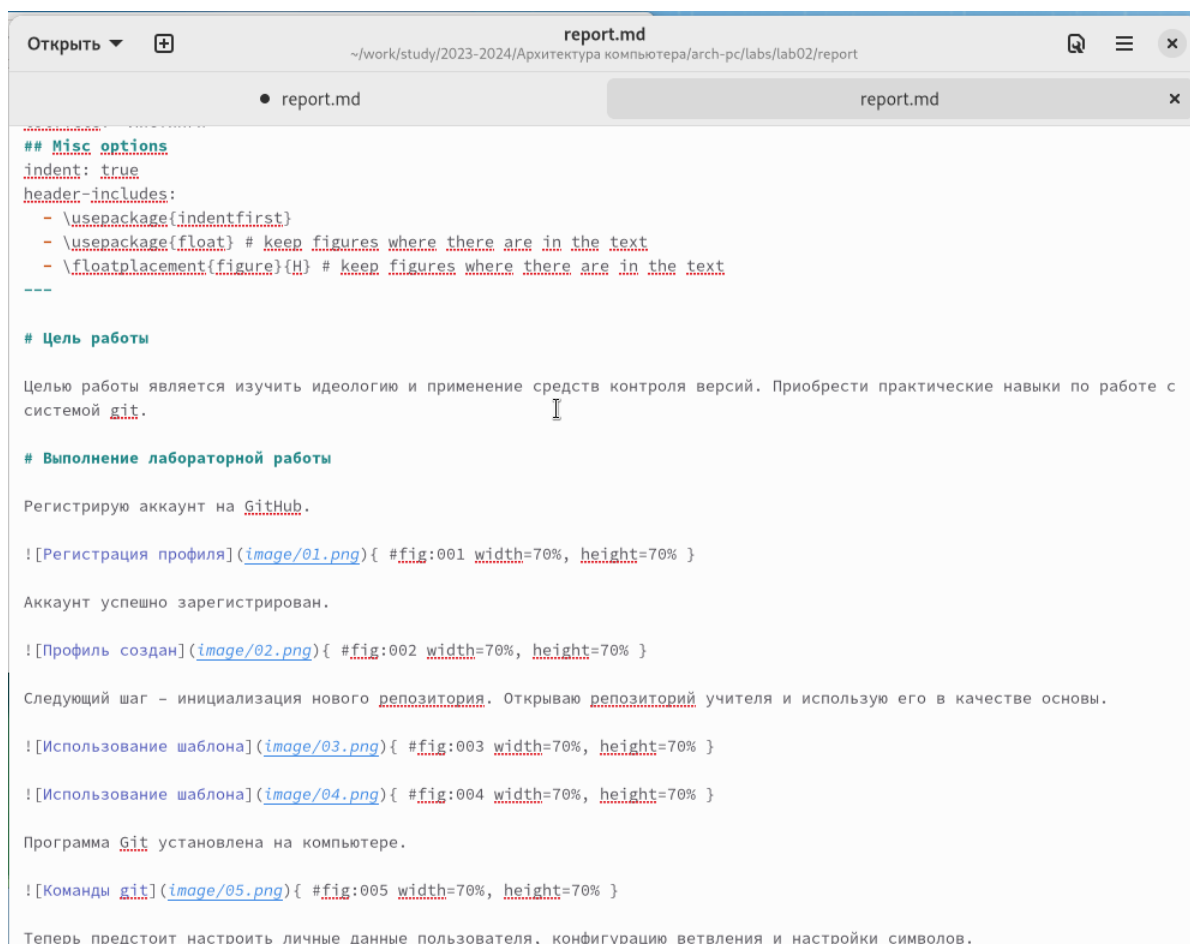 Открыть
report.md
~/work/study/2023-2024/Архитектура компьютера/arch-pc/labs/lab02/report
report.md
report.md
## Misc options
indent: true
header-includes:
- \usepackage{indentfirst}
- \usepackage{float} # keep figures where there are in the text
- \floatplacement{figure}{H} # keep figures where there are in the text
---
# Цель работы
Целью работы является изучить идеологию и применение средств контроля версий. Приобрести практические навыки по работе с
системой git.
# Выполнение лабораторной работы
Регистрирую аккаунт на GitHub.
![Регистрация профиля](image/01.png){ #fig:001 width=70%, height=70% }
Аккаунт успешно зарегистрирован.
![Профиль создан](image/02.png){ #fig:002 width=70%, height=70% }
Следующий шаг – инициализация нового репозитория. Открываю репозиторий учителя и использую его в качестве основы.
![Использование шаблона](image/03.png){ #fig:003 width=70%, height=70% }
![Использование шаблона](image/04.png){ #fig:004 width=70%, height=70% }
Программа Git установлена на компьютере.
![Команды git](image/05.png){ #fig:005 width=70%, height=70% }
Теперь предстоит настроить личные данные пользователя, конфигурацию ветвления и настройки символов.